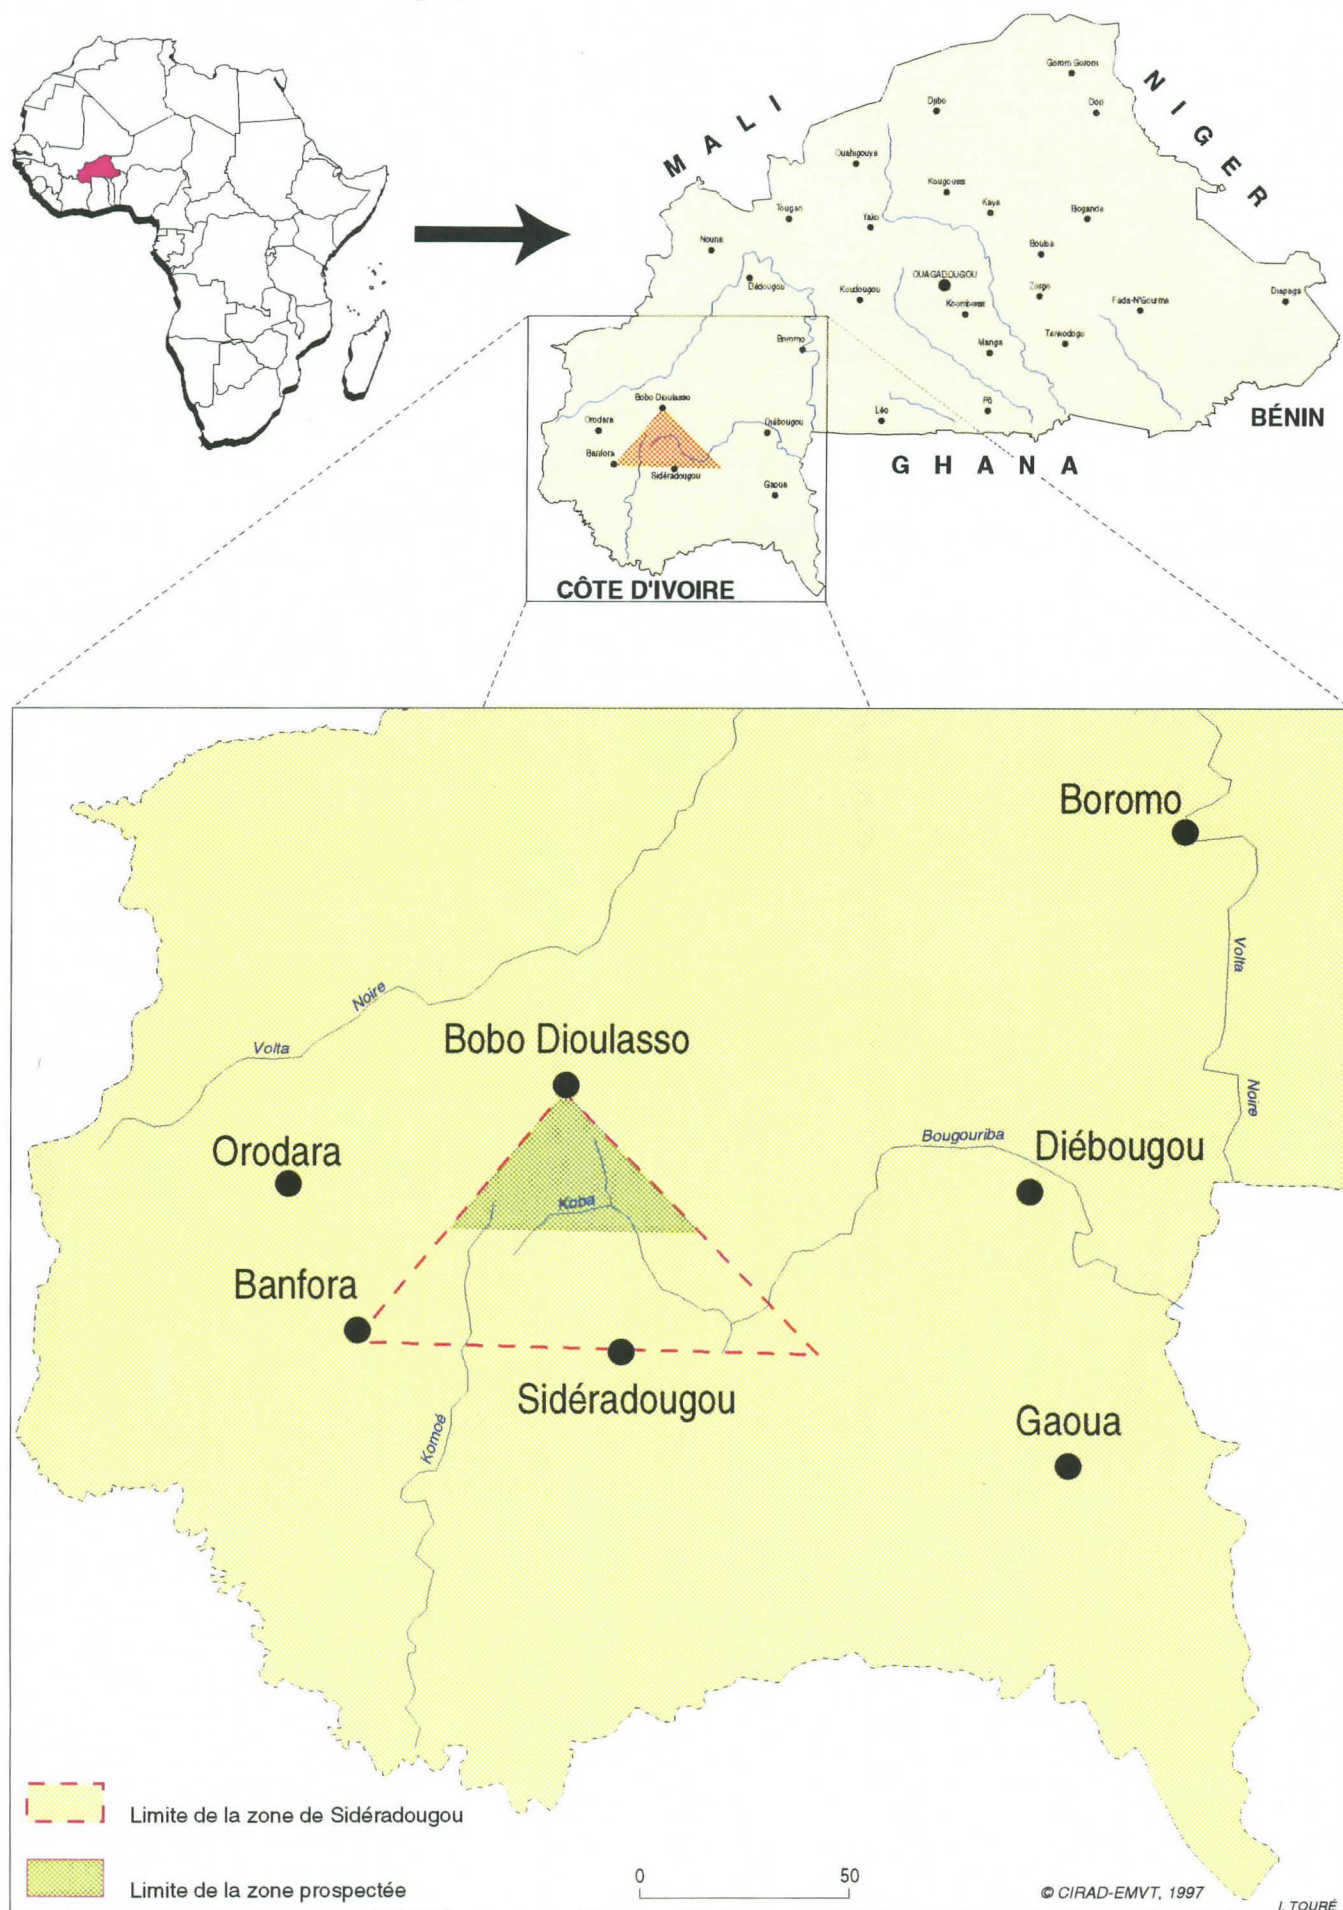 MALI
NIGER
Gorom Gorom
Djibo
Dori
Ouahigouya
Kougoussi
Kaya
Tougan
Yako
Bogande
Nouna
Boulsa
OUAGADOUGOU
Dédougou
Koudougou
Zorgo
Diapaga
Koumbissi
Fada-N'Gourma
Boromo
Manga
Tenkodogo
Bobo Dioulasso
Pô
Léo
BÉNIN
Orodara
Diébougou
Banfora
GHANA
Sidéradougou
Gaoua
CÔTE D'IVOIRE
Boromo
Volta
Noire
Bobo Dioulasso
Volta
Noire
Bougouriba
Diébougou
Orodara
Koba
Banfora
Sidéradougou
Komoé
Gaoua
Limite de la zone de Sidéradougou
Limite de la zone prospectée
0 50
© CIRAD-EMVT, 1997
I. TOURÉ